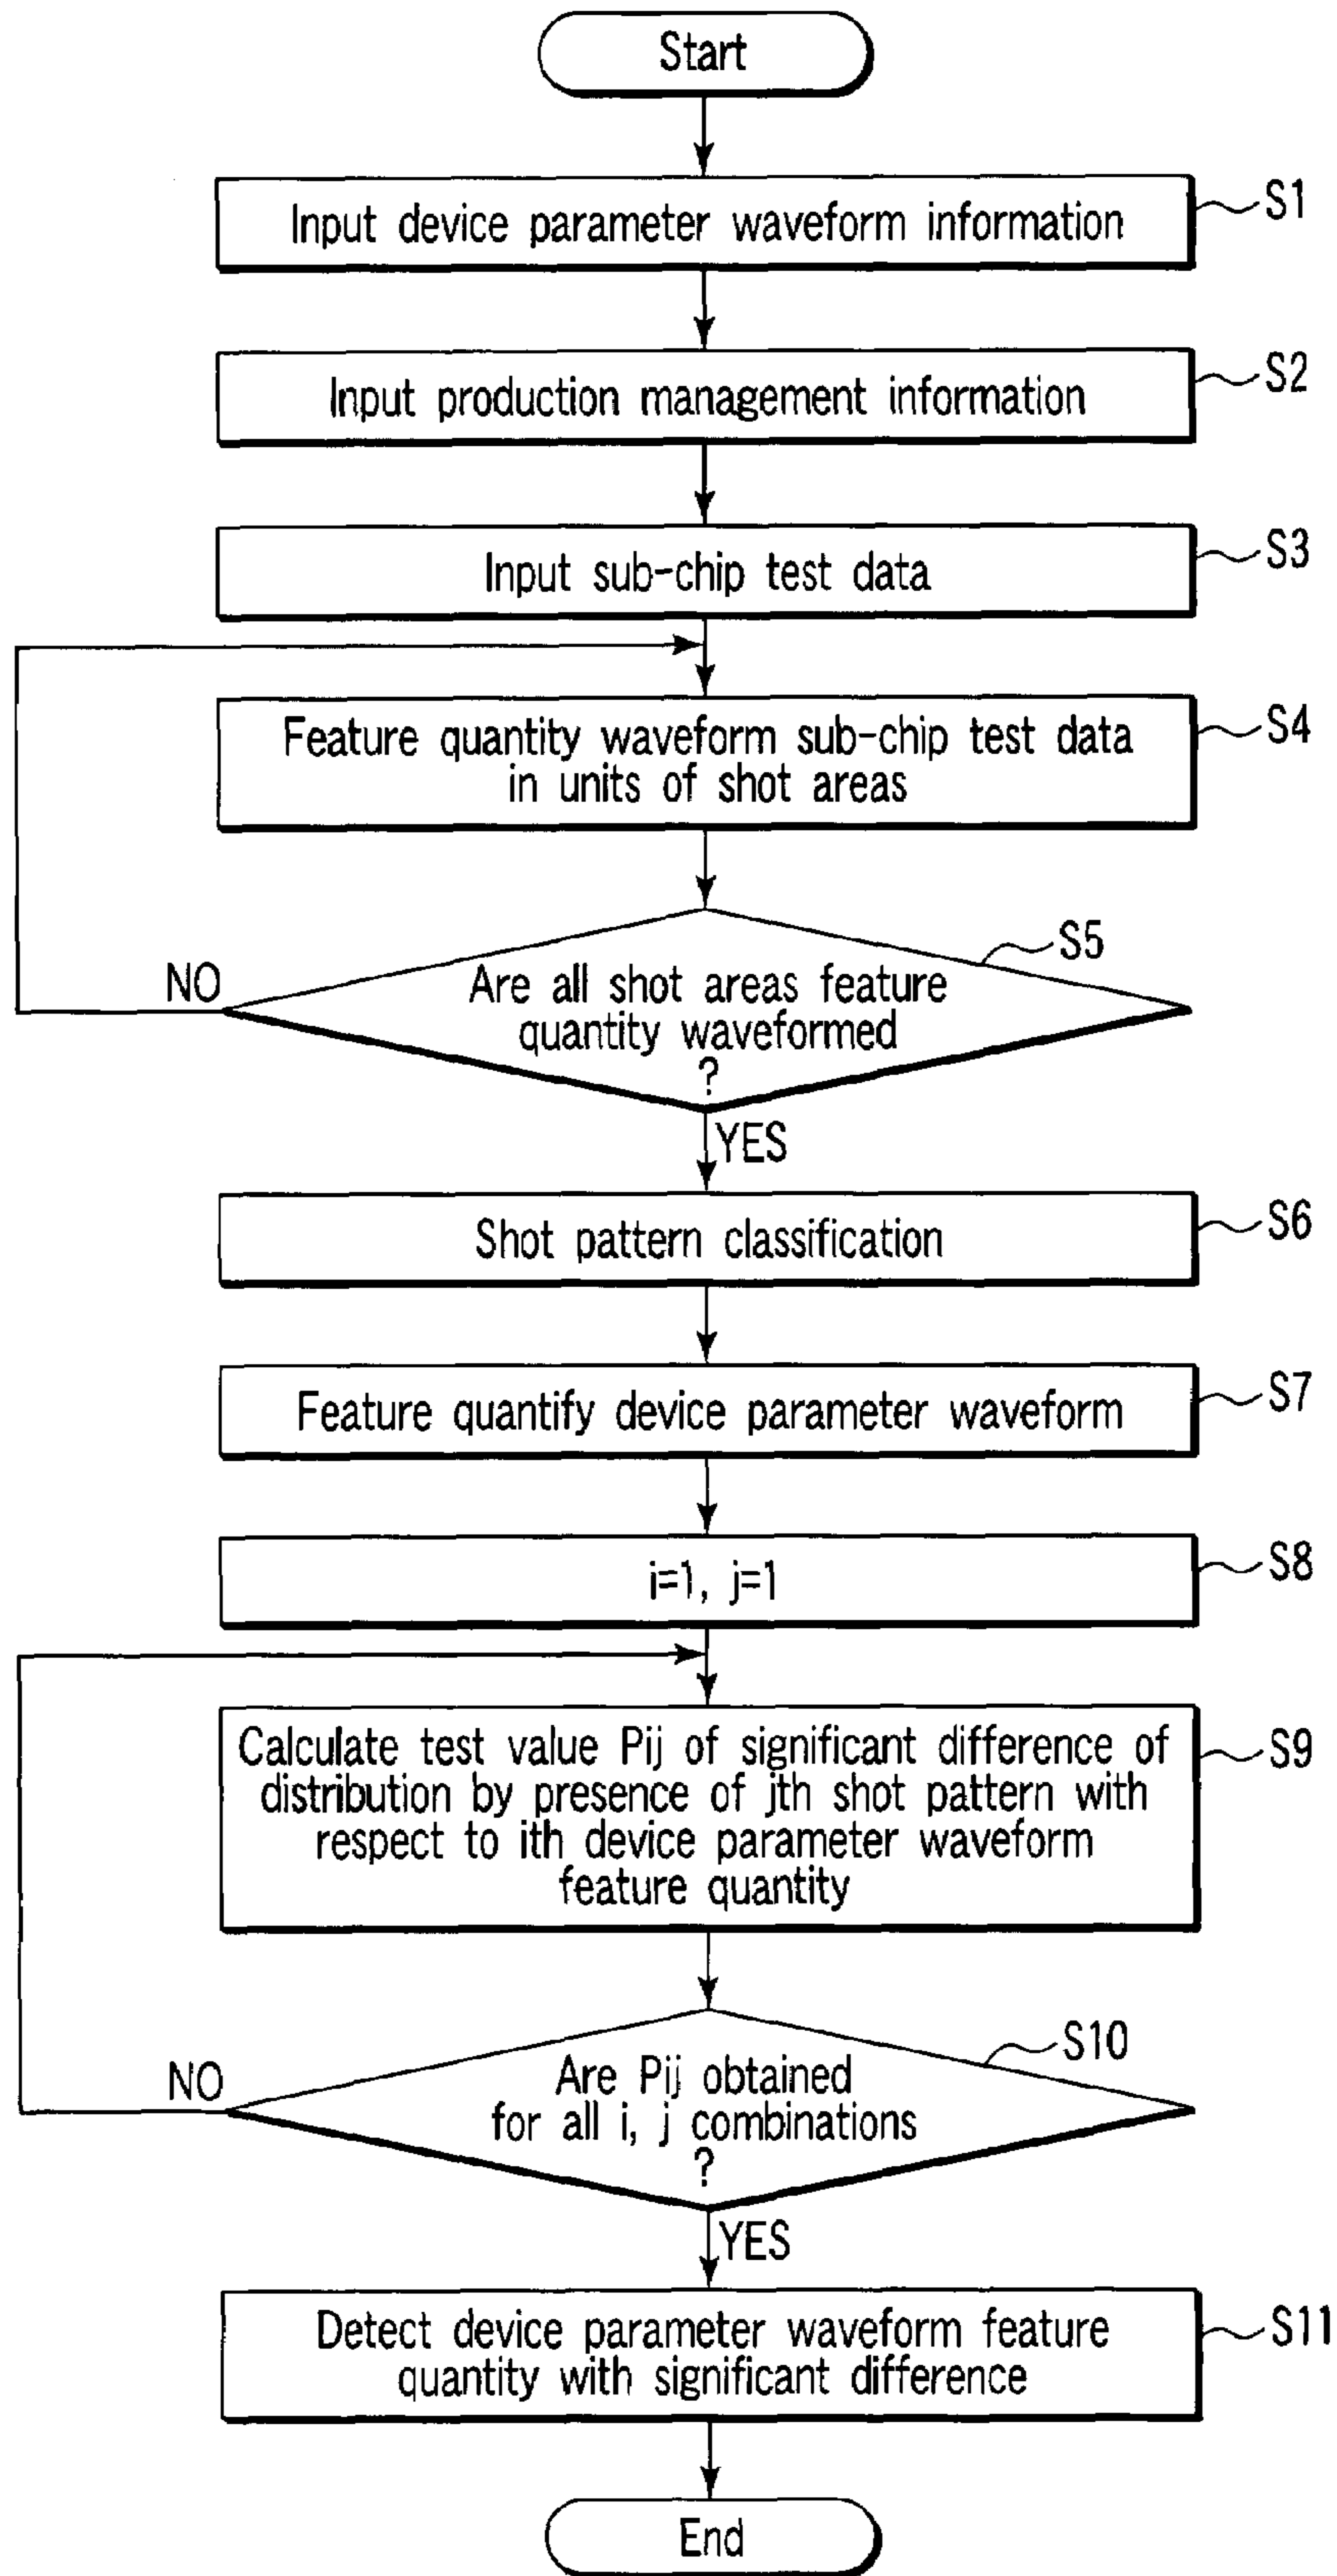 Start
Input device parameter waveform information
S1
Input production management information
S2
Input sub-chip test data
S3
Feature quantity waveform sub-chip test data
in units of shot areas
S4
Are all shot areas feature
quantity waveformed
?
S5
NO
YES
Shot pattern classification
S6
Feature quantify device parameter waveform
S7
i=1, j=1
S8
Calculate test value Pij of significant difference of
distribution by presence of jth shot pattern with
respect to ith device parameter waveform
feature quantity
S9
Are Pij obtained
for all i, j combinations
?
S10
NO
YES
Detect device parameter waveform feature
quantity with significant difference
S11
End